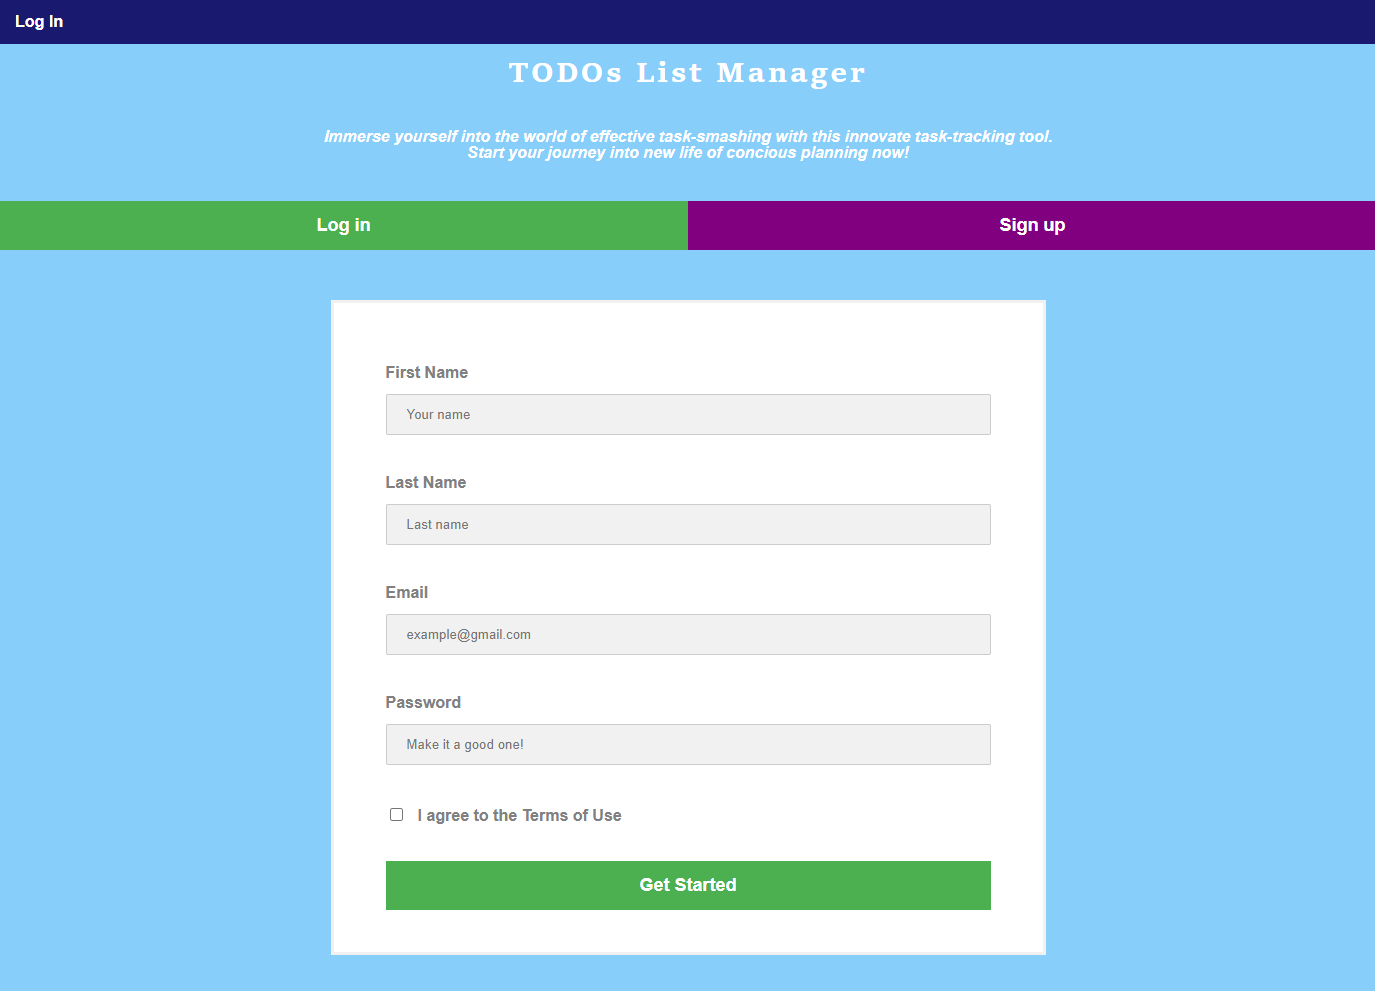 Log In
TODOs List Manager
Immerse yourself into the world of effective task-smashing with this innovate task-tracking tool.
Start your journey into new life of concious planning now!
Log in
Sign up
First Name
Your name
Last Name
Last name
Email
example@gmail.com
Password
Make it a good one!
I agree to the Terms of Use
Get Started